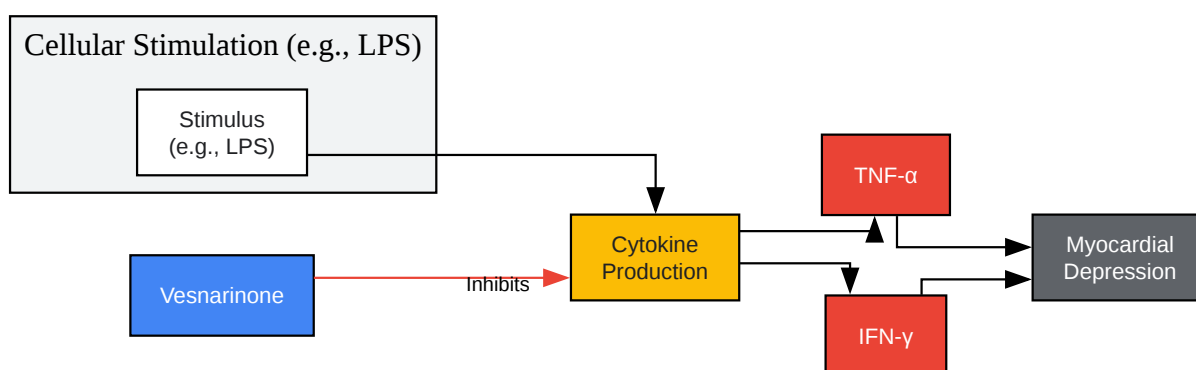 Cellular Stimulation (e.g., LPS)
Stimulus
(e.g., LPS)
TNF-α
Cytokine
Production
Myocardial
Depression
Vesnarinone
Inhibits
IFN-γ